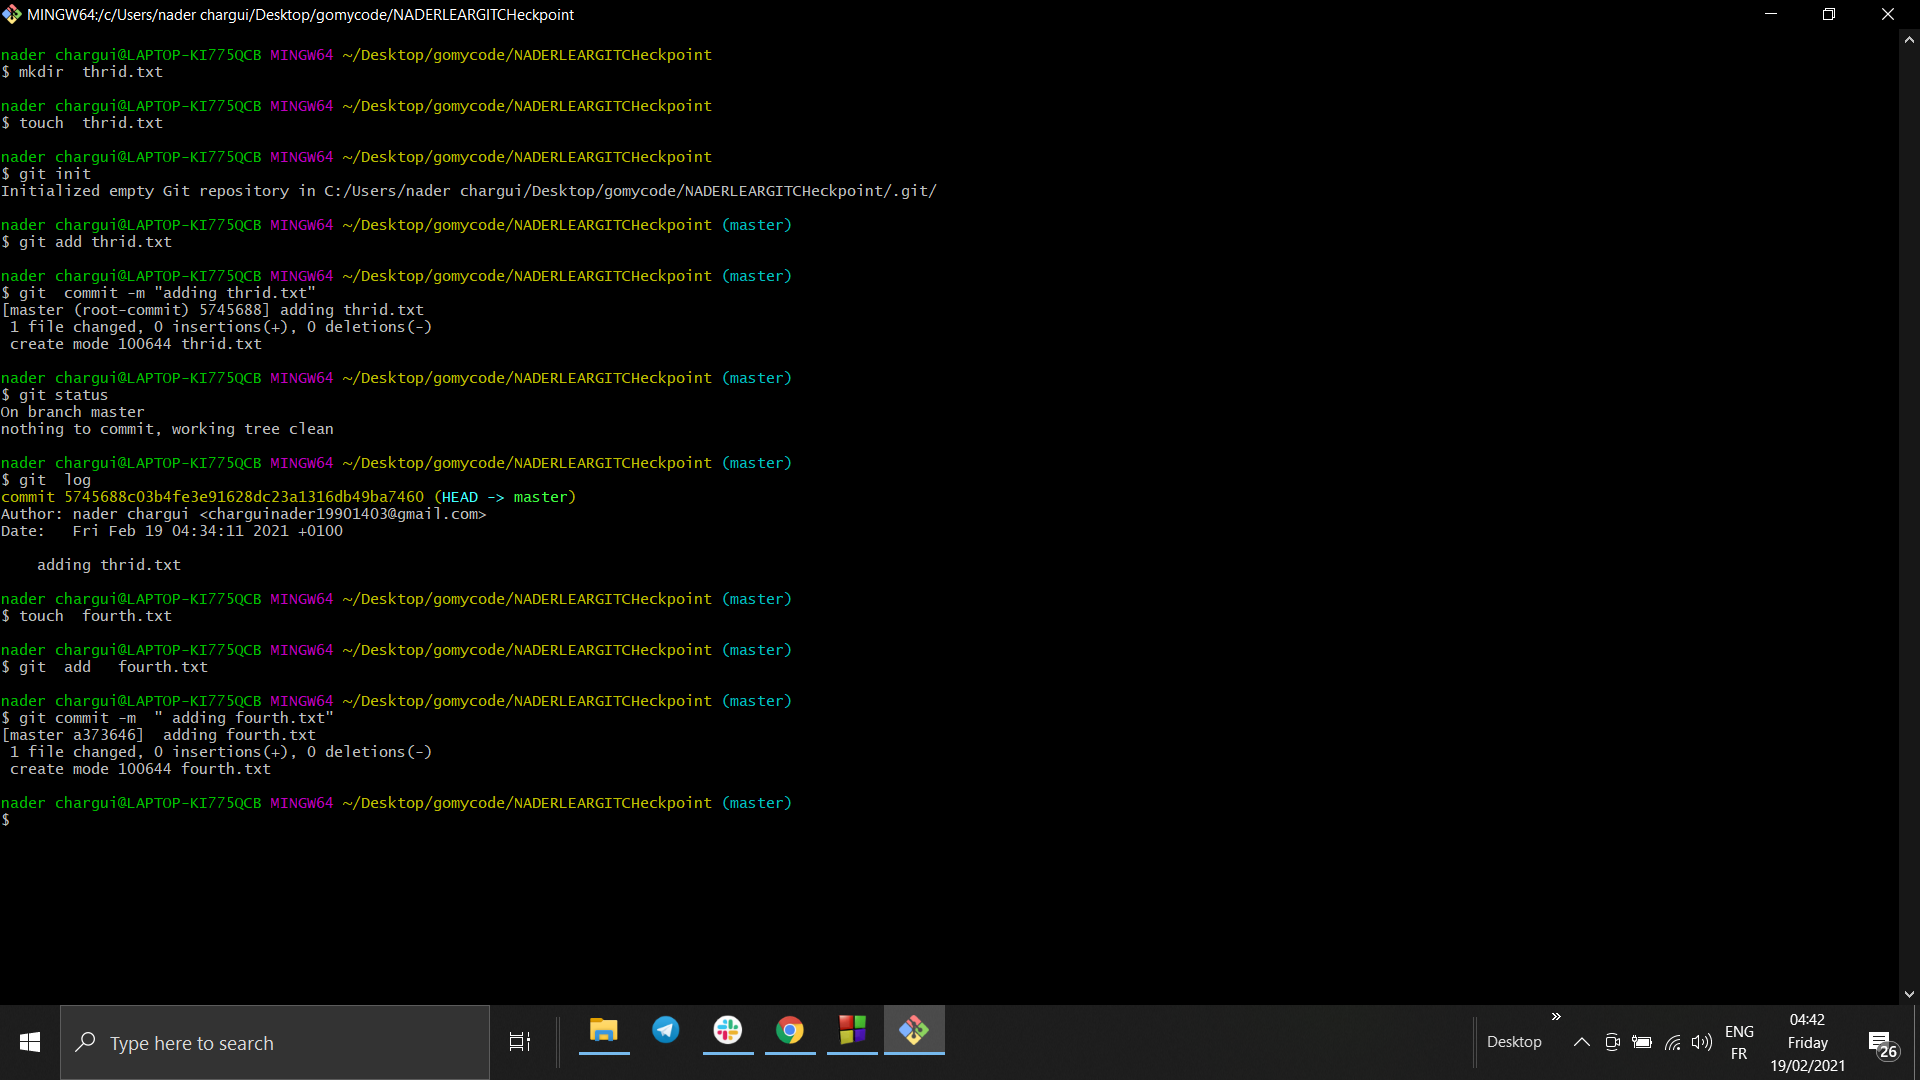 MINGW64:/c/Users/nader chargui/Desktop/gomycode/NADERLEARGITCHeckpoint
nader chargui@LAPTOP-KI775QCB MINGW64 ~/Desktop/gomycode/NADERLEARGITCHeckpoint
$ mkdir  thrid.txt
nader chargui@LAPTOP-KI775QCB MINGW64 ~/Desktop/gomycode/NADERLEARGITCHeckpoint
$ touch  thrid.txt
nader chargui@LAPTOP-KI775QCB MINGW64 ~/Desktop/gomycode/NADERLEARGITCHeckpoint
$ git init
Initialized empty Git repository in C:/Users/nader chargui/Desktop/gomycode/NADERLEARGITCHeckpoint/.git/
nader chargui@LAPTOP-KI775QCB MINGW64 ~/Desktop/gomycode/NADERLEARGITCHeckpoint (master)
$ git add thrid.txt
nader chargui@LAPTOP-KI775QCB MINGW64 ~/Desktop/gomycode/NADERLEARGITCHeckpoint (master)
$ git  commit -m "adding thrid.txt"
[master (root-commit) 5745688] adding thrid.txt
 1 file changed, 0 insertions(+), 0 deletions(-)
 create mode 100644 thrid.txt
nader chargui@LAPTOP-KI775QCB MINGW64 ~/Desktop/gomycode/NADERLEARGITCHeckpoint (master)
$ git status
On branch master
nothing to commit, working tree clean
nader chargui@LAPTOP-KI775QCB MINGW64 ~/Desktop/gomycode/NADERLEARGITCHeckpoint (master)
$ git  log
commit 5745688c03b4fe3e91628dc23a1316db49ba7460 (HEAD -> master)
Author: nader chargui <charguinader19901403@gmail.com>
Date:   Fri Feb 19 04:34:11 2021 +0100
    adding thrid.txt
nader chargui@LAPTOP-KI775QCB MINGW64 ~/Desktop/gomycode/NADERLEARGITCHeckpoint (master)
$ touch  fourth.txt
nader chargui@LAPTOP-KI775QCB MINGW64 ~/Desktop/gomycode/NADERLEARGITCHeckpoint (master)
$ git  add   fourth.txt
nader chargui@LAPTOP-KI775QCB MINGW64 ~/Desktop/gomycode/NADERLEARGITCHeckpoint (master)
$ git commit -m  " adding fourth.txt"
[master a373646]  adding fourth.txt
 1 file changed, 0 insertions(+), 0 deletions(-)
 create mode 100644 fourth.txt
nader chargui@LAPTOP-KI775QCB MINGW64 ~/Desktop/gomycode/NADERLEARGITCHeckpoint (master)
$
Type here to search
Desktop
»
ENG
FR
04:42
Friday
19/02/2021
26